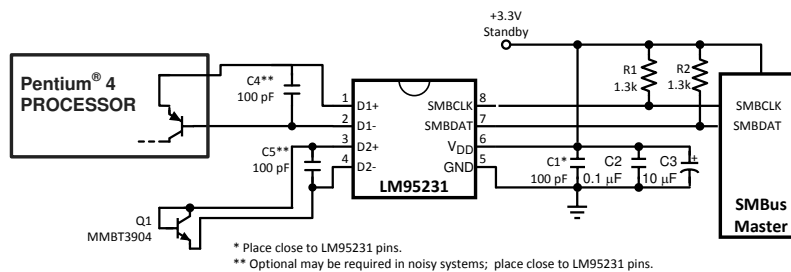 +3.3V
Standby
Pentium® 4
PROCESSOR
C4**
100 pF
R1
1.3k
R2
1.3k
1
D1+
SMBCLK
8
SMBCLK
2
D1-
SMBDAT
7
SMBDAT
3
D2+
VDD
6
4
D2-
GND
5
C5**
100 pF
LM95231
C1*
100 pF
C2
0.1 µF
C3
10 µF
+
SMBus
Master
Q1
MMBT3904
* Place close to LM95231 pins.
** Optional may be required in noisy systems; place close to LM95231 pins.